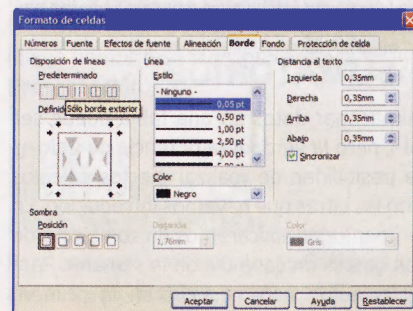 Formato de celdas
Números Fuente Efectos de fuente Alineación Borde Fondo Protección de celda
Disposición de líneas
Predeterminado
Sólo borde exterior
Línea
Estilo
- Ninguno -
0,05 pt
0,50 pt
1,00 pt
2,50 pt
4,00 pt
Color
Negro
Distancia al texto
Izquierda 0,35mm
Derecha 0,35mm
Arriba 0,35mm
Abajo 0,35mm
Sincronizar
Sombra
Posición
Distancia
1,76mm
Color
Gris
Aceptar Cancelar Ayuda Restablecer